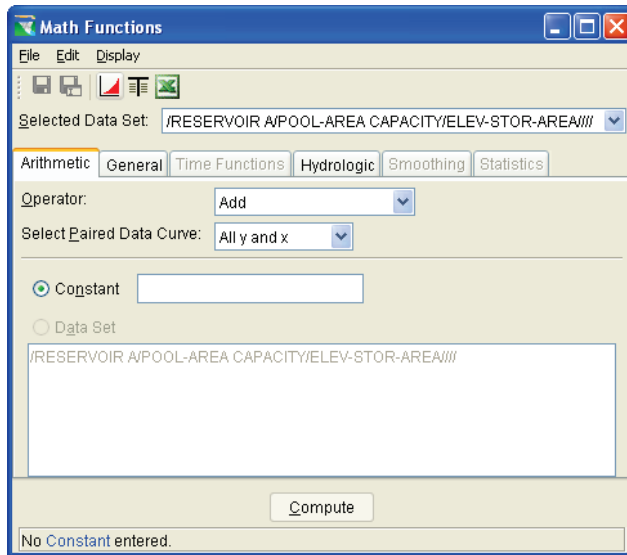 Math Functions
File Edit Display
Selected Data Set: /RESERVOIR A/POOL-AREA CAPACITY/ELEV-STOR-AREA////
Arithmetic General Time Functions Hydrologic Smoothing Statistics
Operator: Add
Select Paired Data Curve: All y and x
Constant
Data Set
/RESERVOIR A/POOL-AREA CAPACITY/ELEV-STOR-AREA////
Compute
No Constant entered.